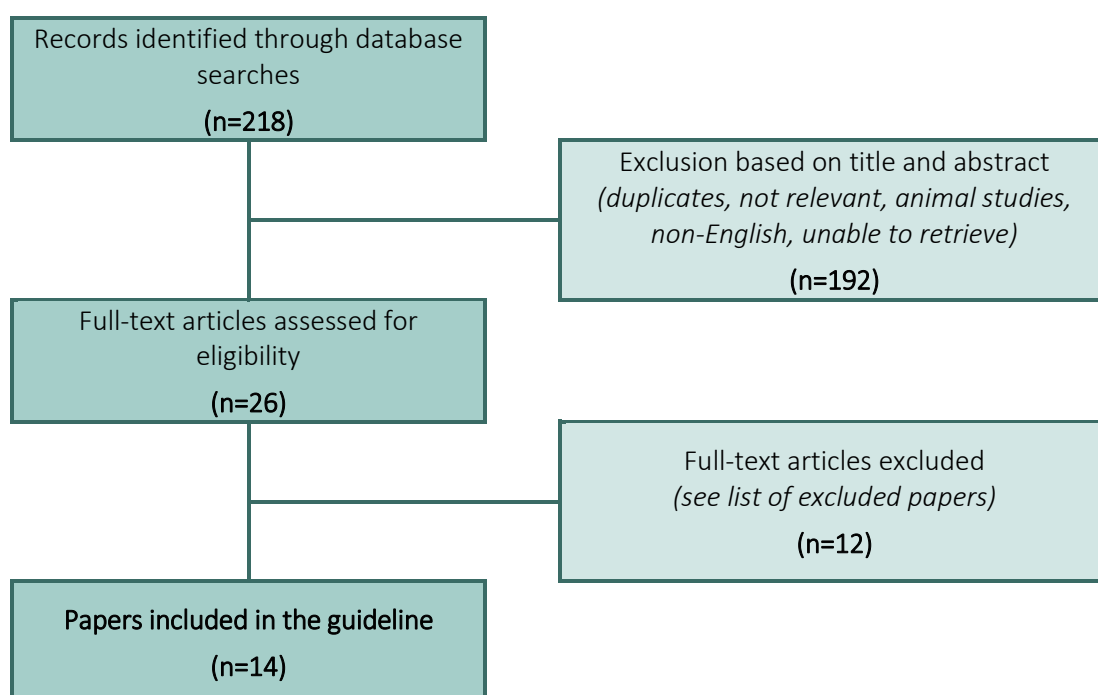 Records identified through database
searches
(n=218)
Exclusion based on title and abstract
(duplicates, not relevant, animal studies,
non-English, unable to retrieve)
(n=192)
Full-text articles assessed for
eligibility
(n=26)
Full-text articles excluded
(see list of excluded papers)
(n=12)
Papers included in the guideline
(n=14)